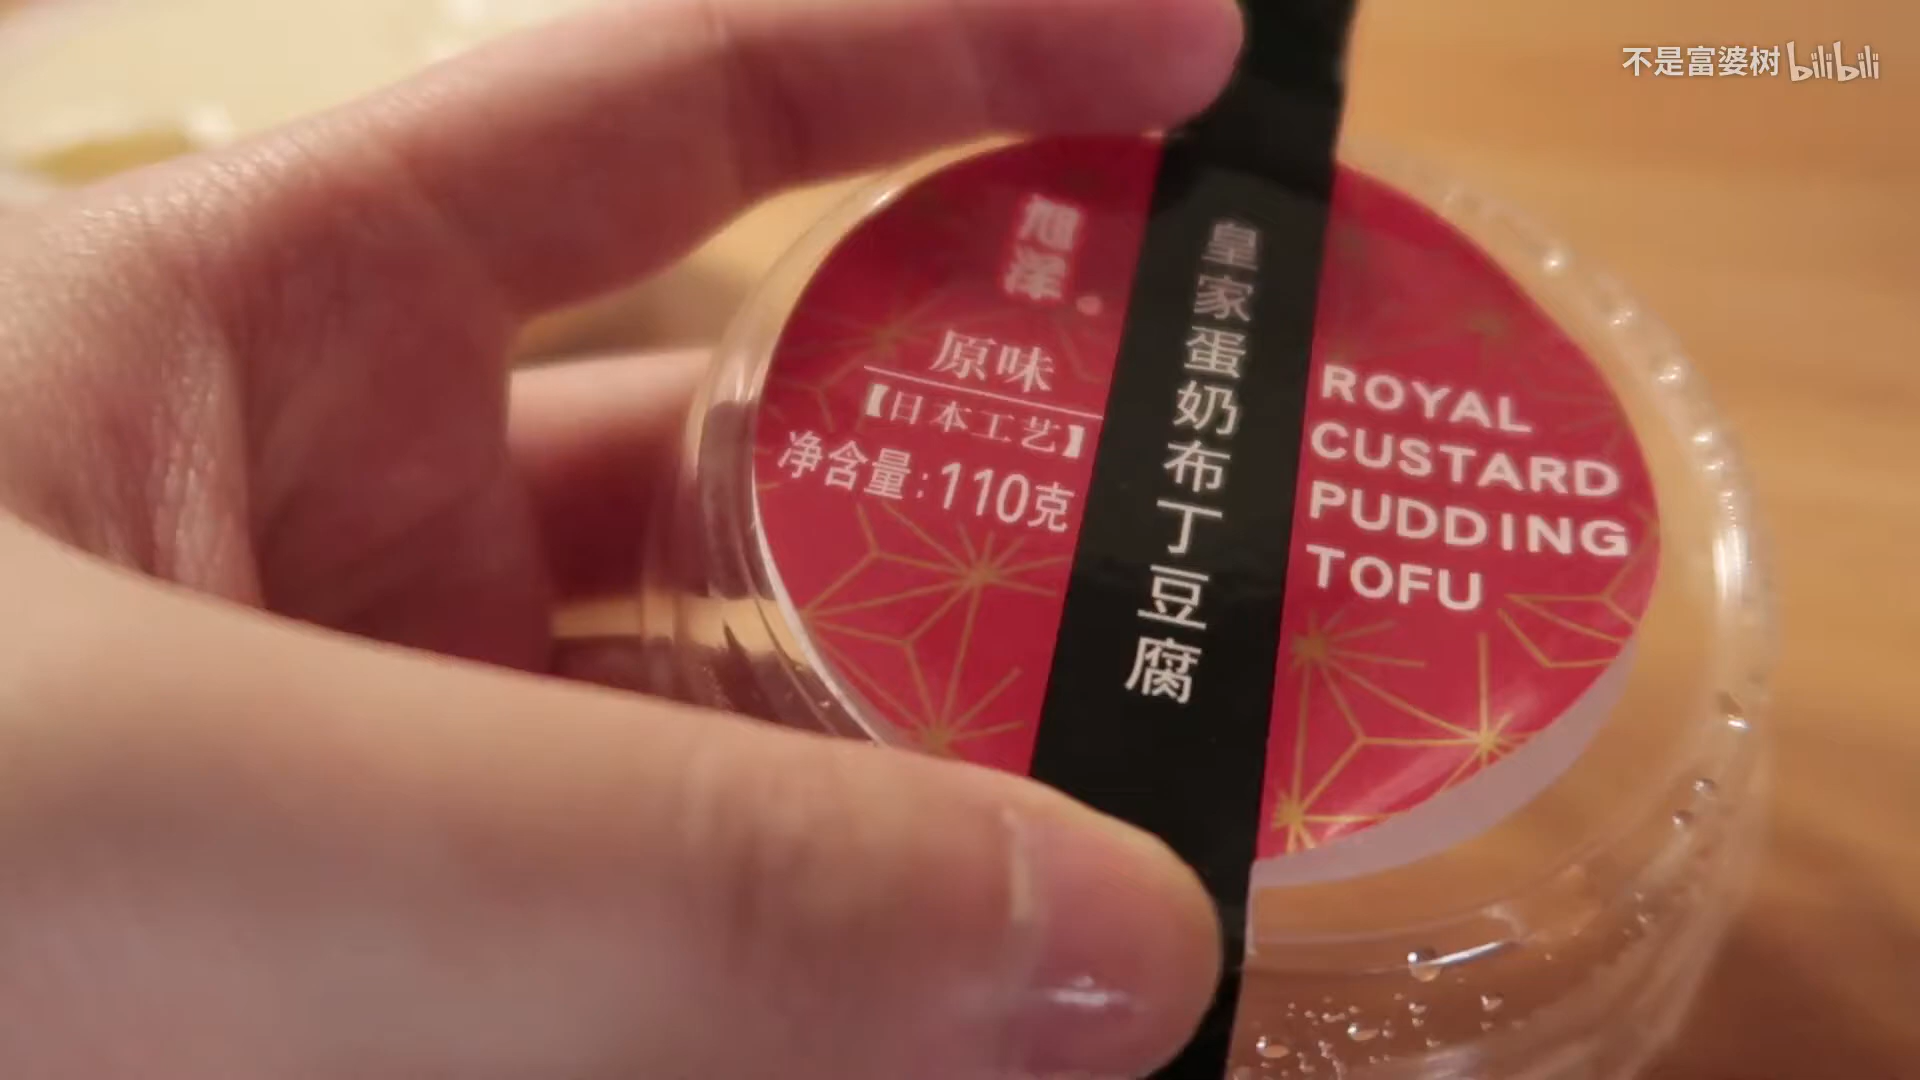 不是富婆树 bilibili
旭洋
原味
【日本工艺】
净含量:110克
皇家蛋奶布丁豆腐
ROYAL
CUSTARD
PUDDING
TOFU